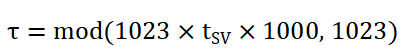 τ = mod(1023 × t_SV × 1000, 1023)